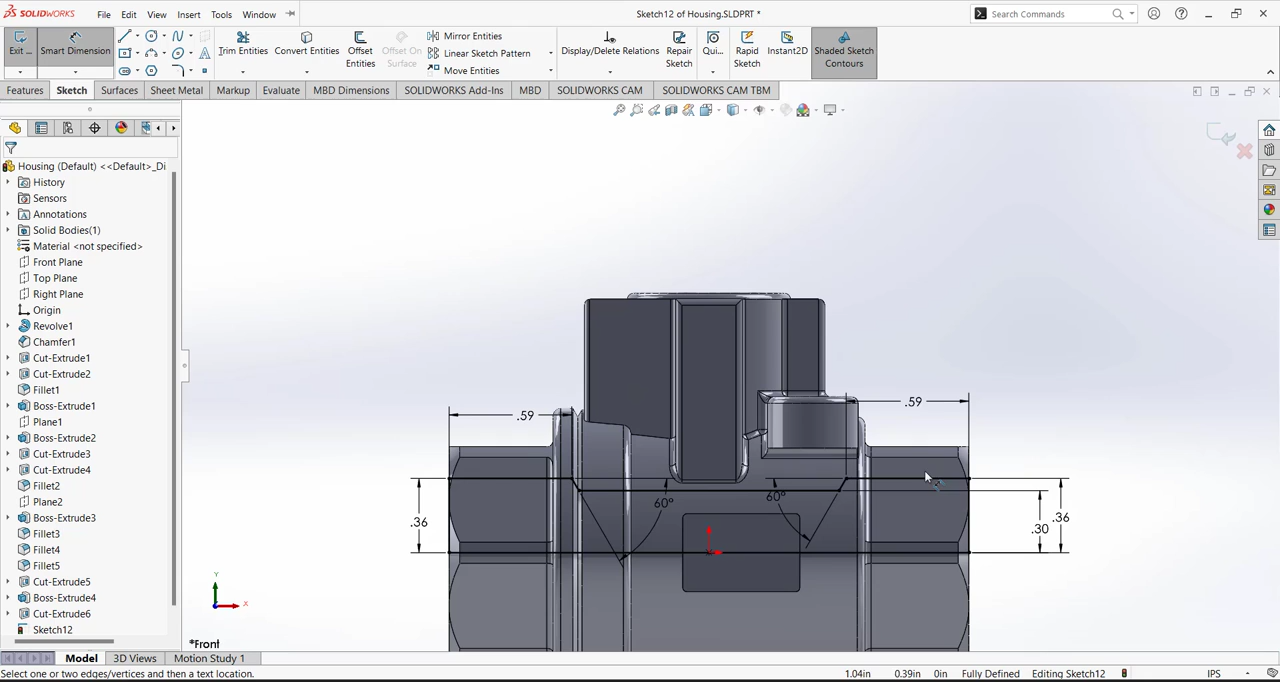 SOLIDWORKS File Edit View Insert Tools Window Sketch12 of Housing.SLDPRT * Search Commands
Exit ... Smart Dimension Trim Entities Convert Entities Offset Entities Offset On Surface Mirror Entities Linear Sketch Pattern Move Entities Display/Delete Relations Repair Sketch Qui... Rapid Sketch Instant2D Shaded Sketch Contours
Features Sketch Surfaces Sheet Metal Markup Evaluate MBD Dimensions SOLIDWORKS Add-Ins MBD SOLIDWORKS CAM SOLIDWORKS CAM TBM
Housing (Default) <<Default>_Di
History
Sensors
Annotations
Solid Bodies(1)
Material <not specified>
Front Plane
Top Plane
Right Plane
Origin
Revolve1
Chamfer1
Cut-Extrude1
Cut-Extrude2
Fillet1
Boss-Extrude1
Plane1
Boss-Extrude2
Cut-Extrude3
Cut-Extrude4
Fillet2
Plane2
Boss-Extrude3
Fillet3
Fillet4
Fillet5
Cut-Extrude5
Boss-Extrude4
Cut-Extrude6
Sketch12
.59 .59
60° 60°
.36 .30 .36
Y
X
*Front
Model 3D Views Motion Study 1
Select one or two edges/vertices and then a text location. 1.04in 0.39in 0in Fully Defined Editing Sketch12 IPS